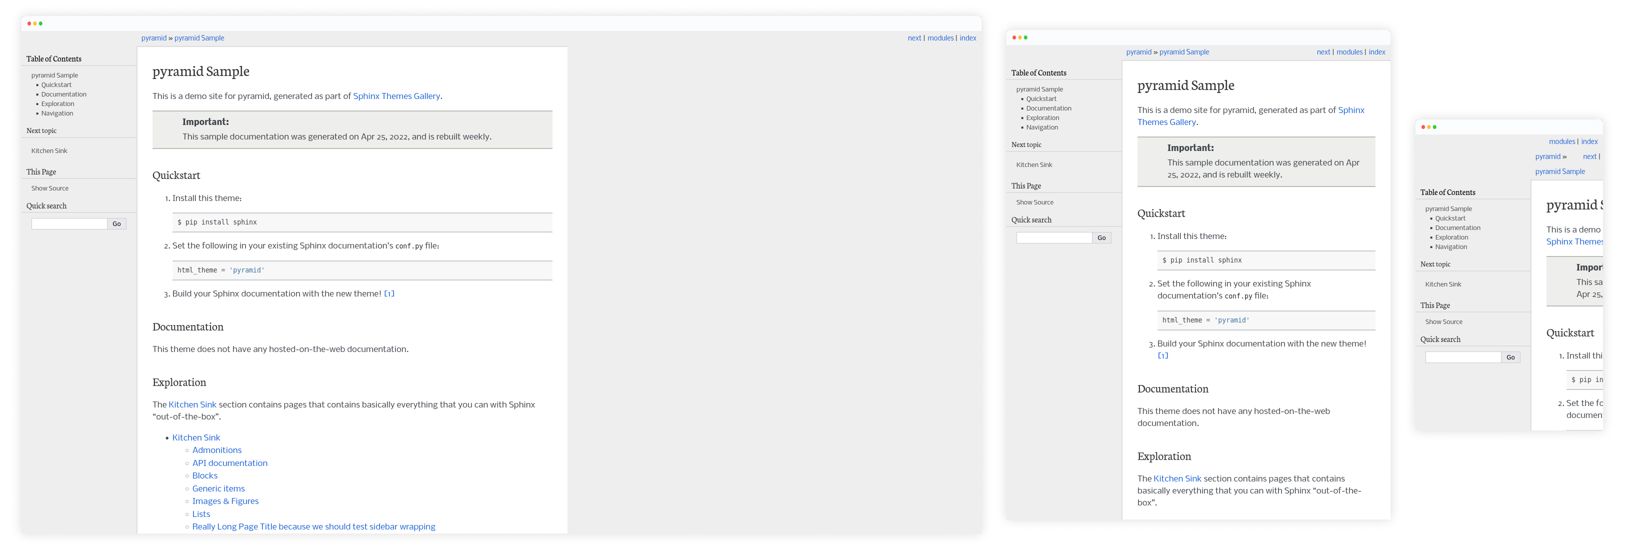 pyramid » pyramid Sample
next | modules | index
Table of Contents
pyramid Sample
• Quickstart
• Documentation
• Exploration
• Navigation
Next topic
Kitchen Sink
This Page
Show Source
Quick search
Go
pyramid Sample
This is a demo site for pyramid, generated as part of Sphinx Themes Gallery.
Important:
This sample documentation was generated on Apr 25, 2022, and is rebuilt weekly.
Quickstart
1. Install this theme:
$ pip install sphinx
2. Set the following in your existing Sphinx documentation's conf.py file:
html_theme = 'pyramid'
3. Build your Sphinx documentation with the new theme! [1]
Documentation
This theme does not have any hosted-on-the-web documentation.
Exploration
The Kitchen Sink section contains pages that contains basically everything that you can with Sphinx
"out-of-the-box".
• Kitchen Sink
◦ Admonitions
◦ API documentation
◦ Blocks
◦ Generic items
◦ Images & Figures
◦ Lists
◦ Really Long Page Title because we should test sidebar wrapping
pyramid » pyramid Sample
next | modules | index
Table of Contents
pyramid Sample
• Quickstart
• Documentation
• Exploration
• Navigation
Next topic
Kitchen Sink
This Page
Show Source
Quick search
Go
pyramid Sample
This is a demo site for pyramid, generated as part of Sphinx
Themes Gallery.
Important:
This sample documentation was generated on Apr
25, 2022, and is rebuilt weekly.
Quickstart
1. Install this theme:
$ pip install sphinx
2. Set the following in your existing Sphinx
documentation's conf.py file:
html_theme = 'pyramid'
3. Build your Sphinx documentation with the new theme!
[1]
Documentation
This theme does not have any hosted-on-the-web
documentation.
Exploration
The Kitchen Sink section contains pages that contains
basically everything that you can with Sphinx "out-of-the-
box".
modules | index
pyramid » next |
pyramid Sample
Table of Contents
pyramid Sample
• Quickstart
• Documentation
• Exploration
• Navigation
Next topic
Kitchen Sink
This Page
Show Source
Quick search
Go
pyramid S
This is a demo
Sphinx Themes
Impor
This sa
Apr 25,
Quickstart
1. Install thi
$ pip in
2. Set the fo
documen